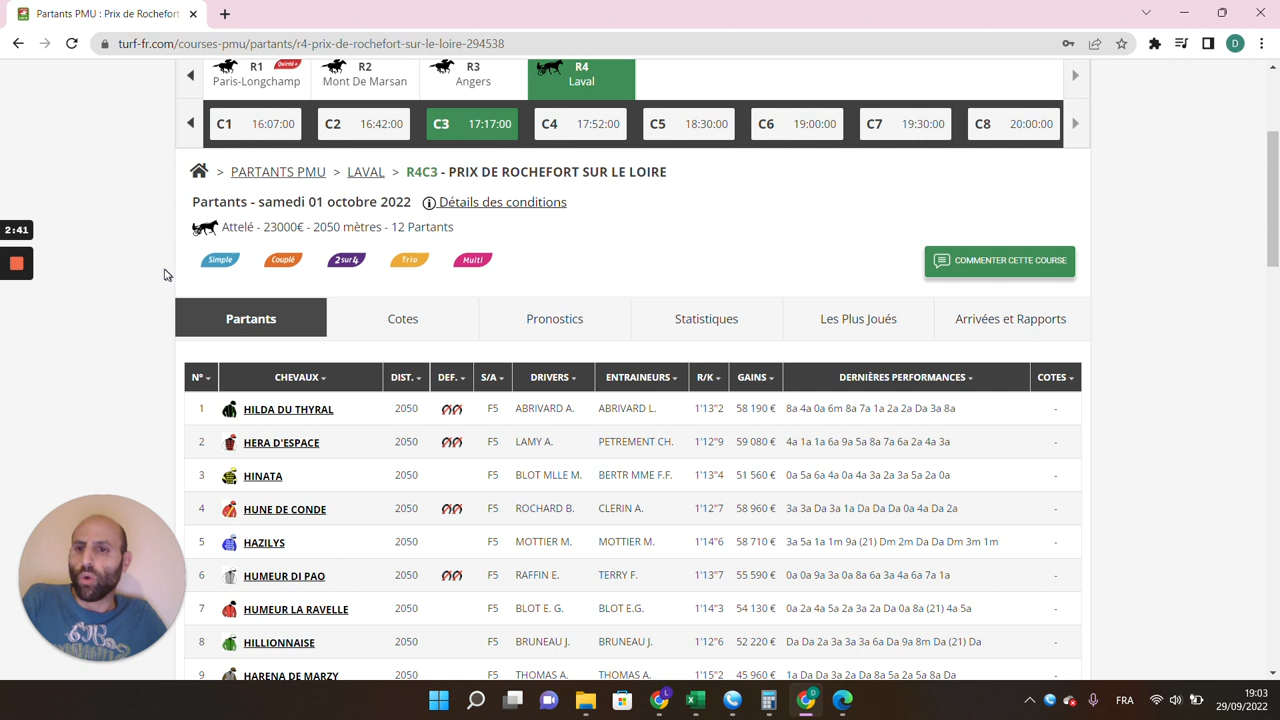 Partants PMU : Prix de Rochefort
turf-fr.com/courses-pmu/partants/r4-prix-de-rochefort-sur-le-loire-294538
D
R1 Quinté+ R2 R3 R4
Paris-Longchamp Mont De Marsan Angers Laval
C1 16:07:00 C2 16:42:00 C3 17:17:00 C4 17:52:00 C5 18:30:00 C6 19:00:00 C7 19:30:00 C8 20:00:00
> PARTANTS PMU > LAVAL > R4C3 - PRIX DE ROCHEFORT SUR LE LOIRE
Partants - samedi 01 octobre 2022 Détails des conditions
Attelé - 23000€ - 2050 mètres - 12 Partants
2:41
Simple Couplé 2sur4 Trio Multi COMMENTER CETTE COURSE
Partants Cotes Pronostics Statistiques Les Plus Joués Arrivées et Rapports
N° CHEVAUX DIST. DEF. S/A DRIVERS ENTRAINEURS R/K GAINS DERNIÈRES PERFORMANCES COTES
1 HILDA DU THYRAL 2050 F5 ABRIVARD A. ABRIVARD L. 1'13"2 58 190 € 8a 4a 0a 6m 8a 7a 1a 2a 2a Da 3a 8a -
2 HERA D'ESPACE 2050 F5 LAMY A. PETREMENT CH. 1'12"9 59 080 € 4a 1a 1a 6a 9a 5a 8a 7a 6a 2a 4a 3a -
3 HINATA 2050 F5 BLOT MLLE M. BERTR MME F.F. 1'13"4 51 560 € 0a 5a 6a 4a 0a 4a 3a 2a 3a 5a 2a 0a -
4 HUNE DE CONDE 2050 F5 ROCHARD B. CLERIN A. 1'12"7 58 960 € 3a 3a Da 3a 1a Da Da Da 0a 4a Da 2a -
5 HAZILYS 2050 F5 MOTTIER M. MOTTIER M. 1'14"6 58 710 € 3a 5a 1a 1m 9a (21) Dm 2m Da Da Dm 3m 1m -
6 HUMEUR DI PAO 2050 F5 RAFFIN E. TERRY F. 1'13"7 55 590 € 0a 0a 9a 3a 0a 8a 6a 3a 4a 6a 7a 1a -
7 HUMEUR LA RAVELLE 2050 F5 BLOT E. G. BLOT E.G. 1'14"3 54 130 € 0a 2a 4a 5a 2a 3a 2a Da 0a 8a (21) 4a 5a -
8 HILLIONNAISE 2050 F5 BRUNEAU J. BRUNEAU J. 1'12"6 52 220 € Da Da 2a 3a 3a 3a 6a Da 9a 8m Da (21) Da -
9 HARENA DE MARZY 2050 F5 THOMAS A. THOMAS A. 1'15"2 45 960 € 1a Da Da 3a 2a Da 8a 5a 2a 5a 8a Da -
FRA 19:03
29/09/2022